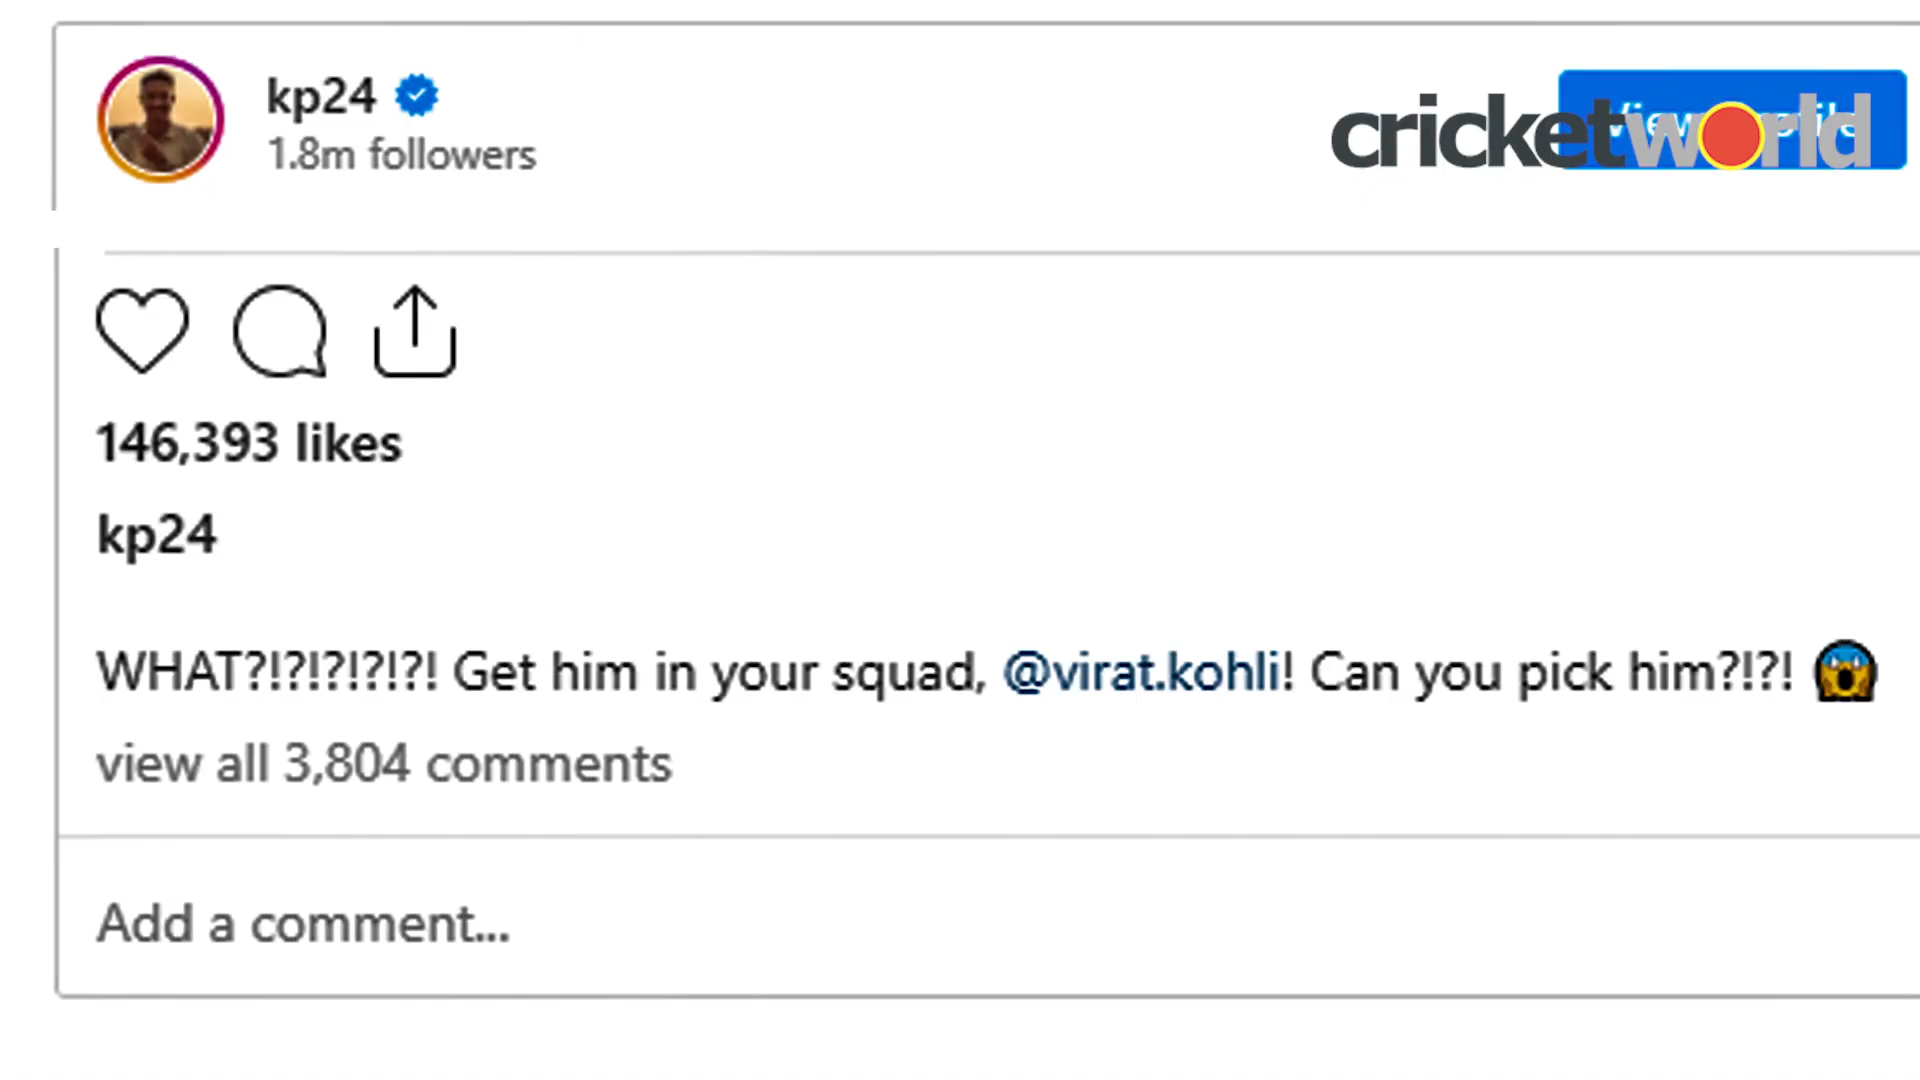 kp24
1.8m followers
cricketworld
146,393 likes
kp24
WHAT?!?!?!?!?! Get him in your squad, @virat.kohli! Can you pick him?!?! 😱
view all 3,804 comments
Add a comment...